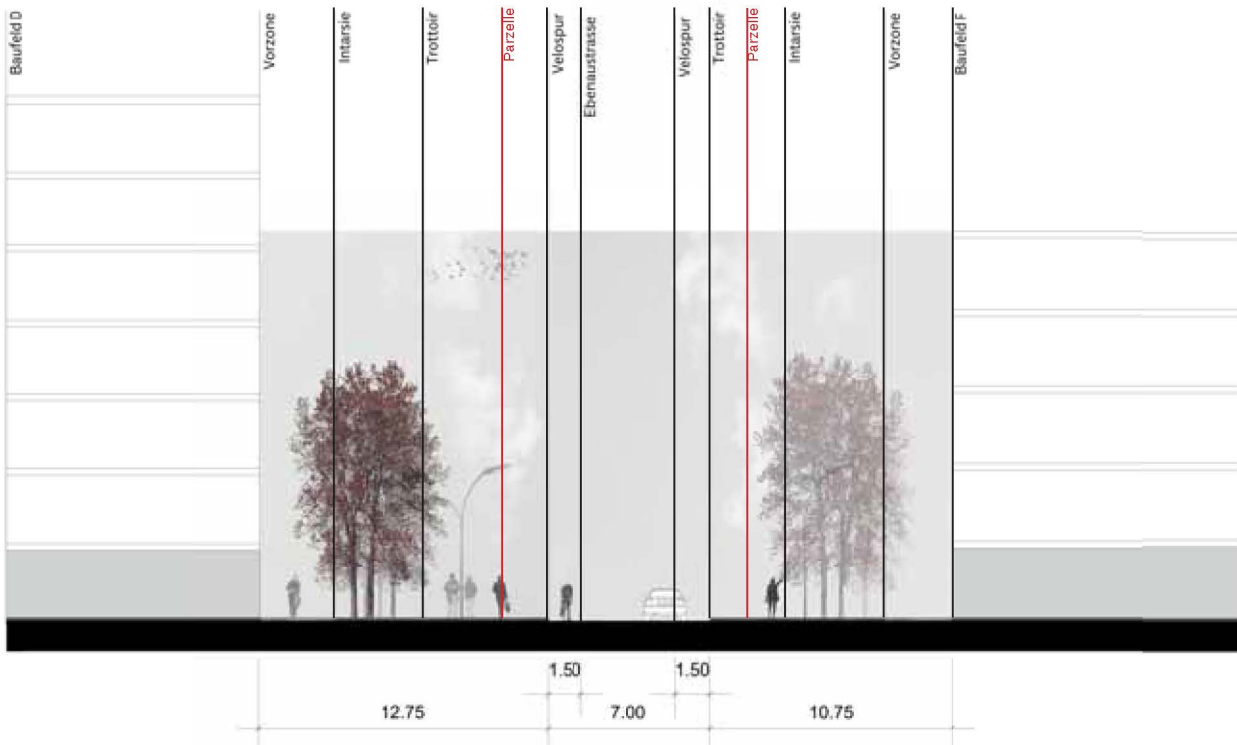 Baufeld D
Vorzone
Intarsie
Trottoir
Parzelle
Velospur
Ebenaustrasse
Velospur
Trottoir
Parzelle
Intarsie
Vorzone
Baufeld F
1.50
1.50
12.75
7.00
10.75